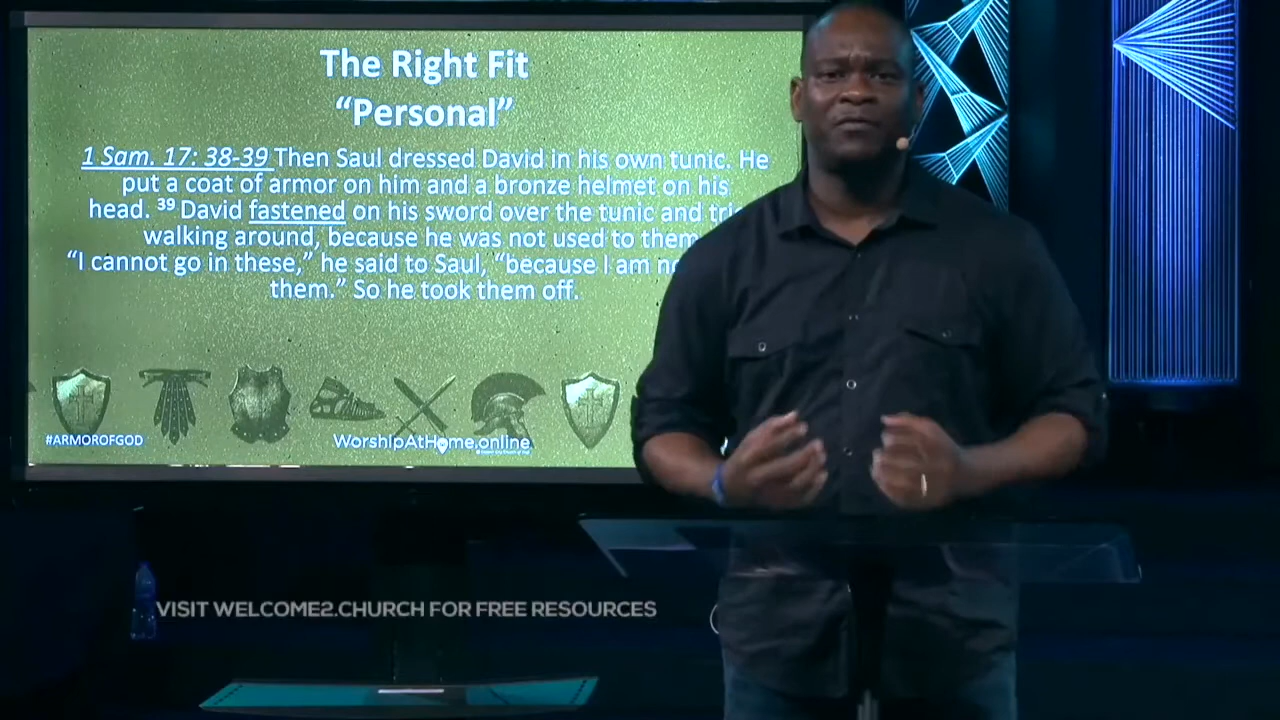 The Right Fit
“Personal”
1 Sam. 17: 38-39 Then Saul dressed David in his own tunic. He
put a coat of armor on him and a bronze helmet on his
head. 39 David fastened on his sword over the tunic and
walking around, because he was not used to them
“I cannot go in these,” he said to Saul, “because I am
them.” So he took them off.
#ARMOROFGOD
WorshipAtHome.online
VISIT WELCOME2.CHURCH FOR FREE RESOURCES